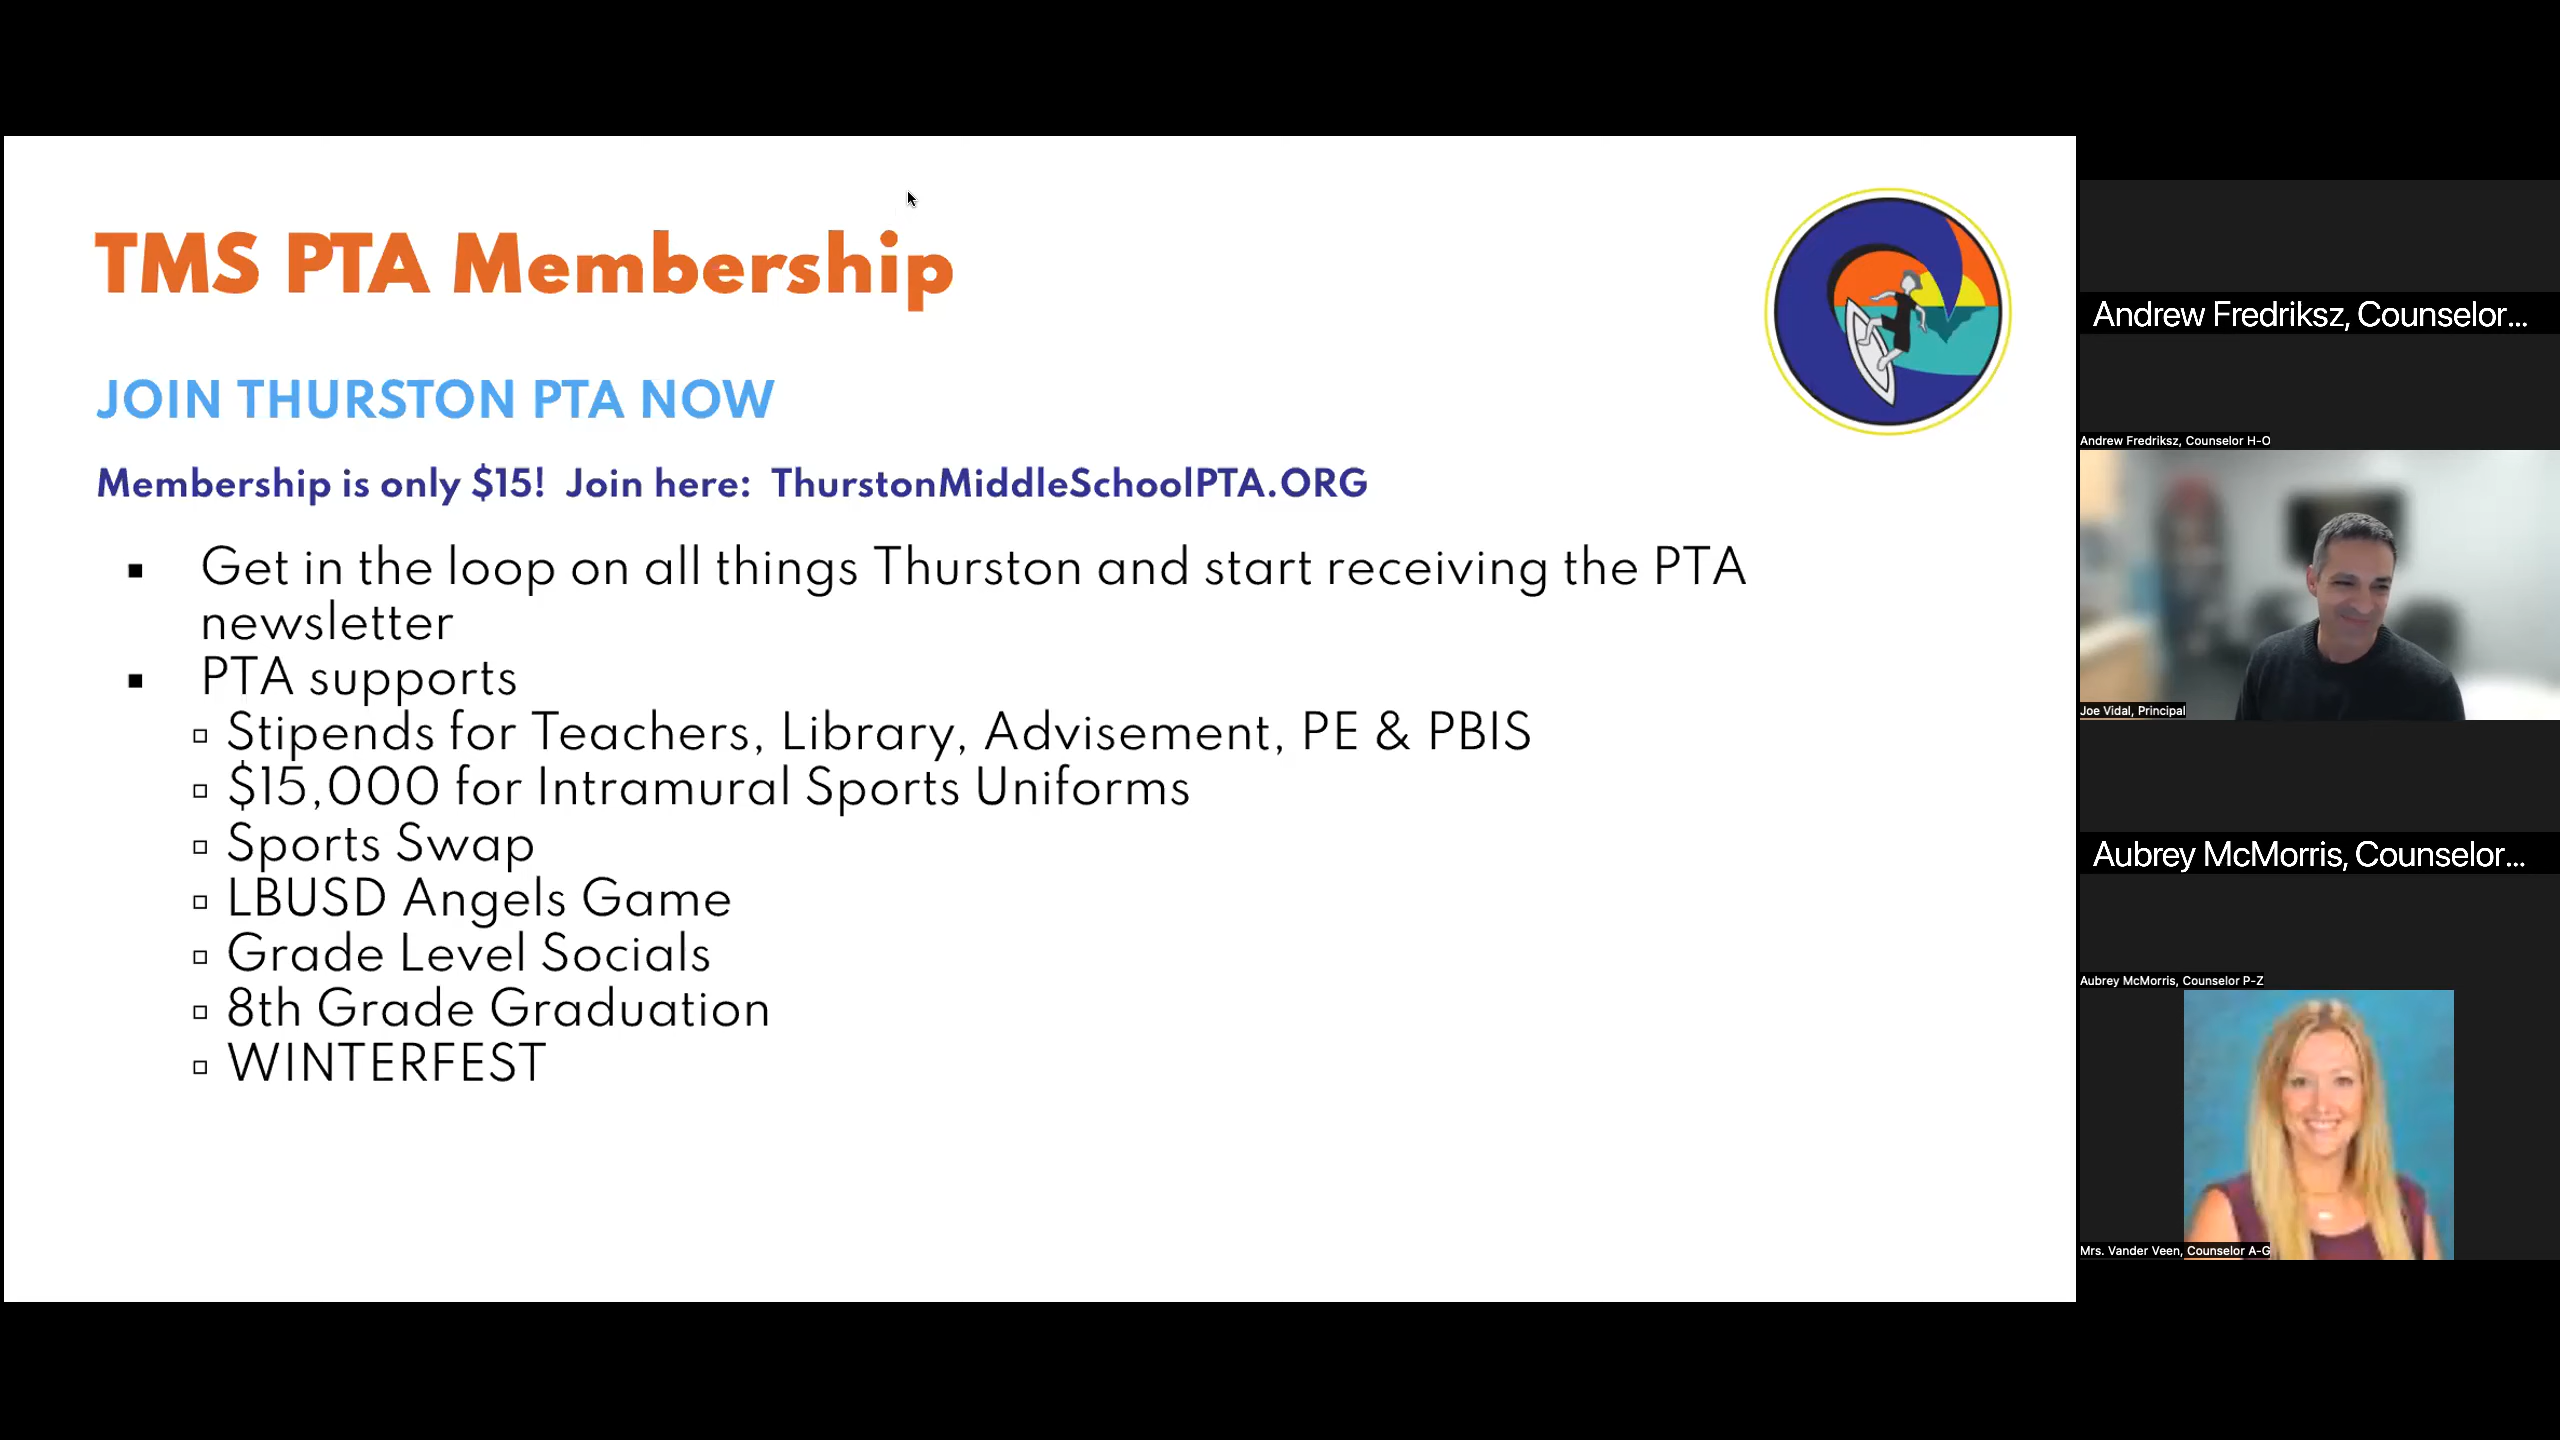 TMS PTA Membership
JOIN THURSTON PTA NOW
Membership is only $15!  Join here:  ThurstonMiddleSchoolPTA.ORG
▪ Get in the loop on all things Thurston and start receiving the PTA
newsletter
▪ PTA supports
▫ Stipends for Teachers, Library, Advisement, PE & PBIS
▫ $15,000 for Intramural Sports Uniforms
▫ Sports Swap
▫ LBUSD Angels Game
▫ Grade Level Socials
▫ 8th Grade Graduation
▫ WINTERFEST
Andrew Fredriksz, Counselor...
Andrew Fredriksz, Counselor H-O
Joe Vidal, Principal
Aubrey McMorris, Counselor...
Aubrey McMorris, Counselor P-Z
Mrs. Vander Veen, Counselor A-G